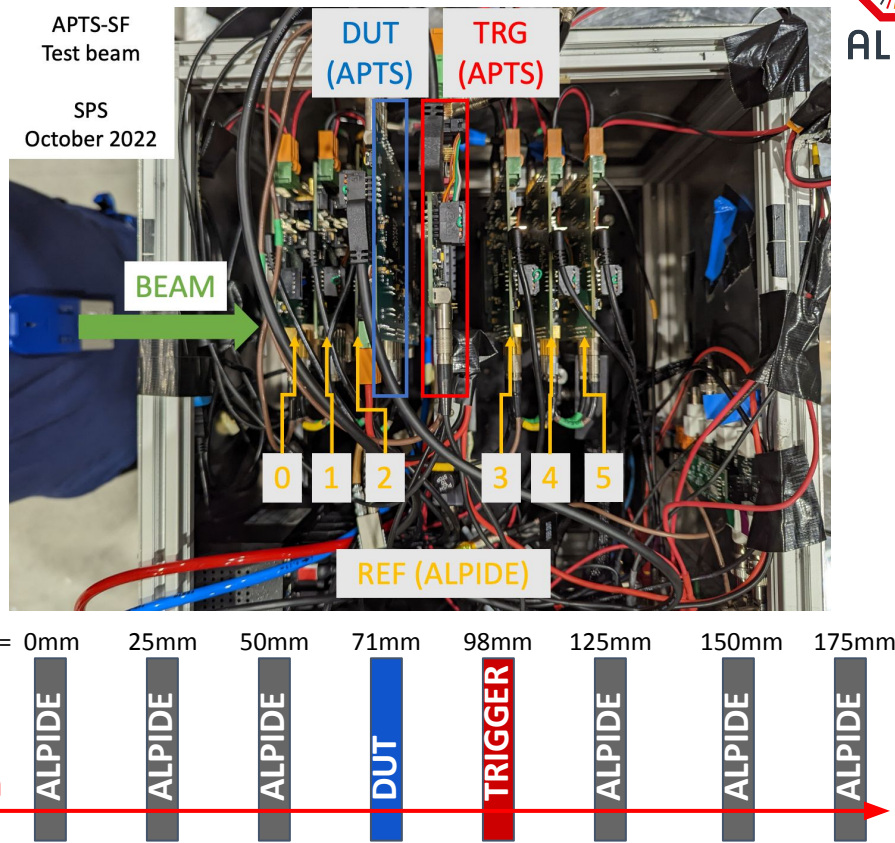 APTS-SF
Test beam
SPS
October 2022
DUT
(APTS)
TRG
(APTS)
AL
BEAM
0 1 2 3 4 5
REF (ALPIDE)
= 0mm 25mm 50mm 71mm 98mm 125mm 150mm 175mm
ALPIDE ALPIDE ALPIDE DUT TRIGGER ALPIDE ALPIDE ALPIDE